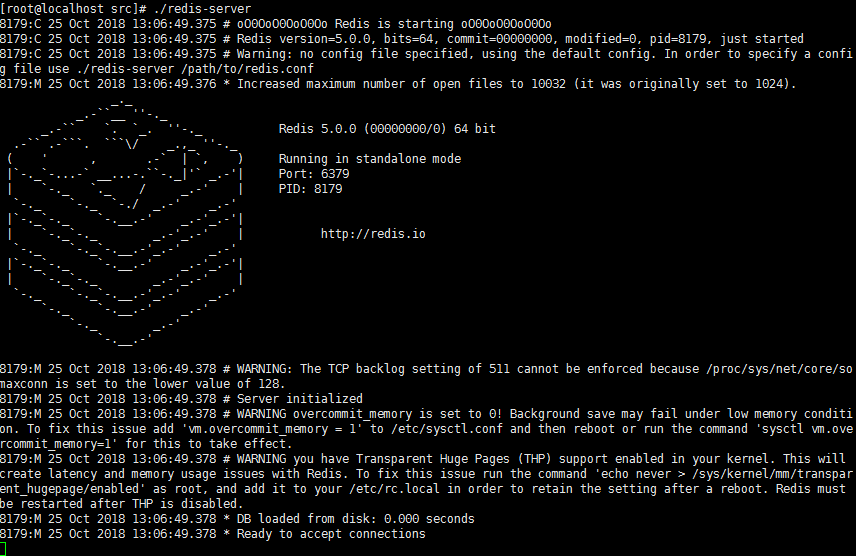 [root@localhost src]# ./redis-server
8179:C 25 Oct 2018 13:06:49.375 # oO0OoO0OoO0Oo Redis is starting oO0OoO0OoO0Oo
8179:C 25 Oct 2018 13:06:49.375 # Redis version=5.0.0, bits=64, commit=00000000, modified=0, pid=8179, just started
8179:C 25 Oct 2018 13:06:49.375 # Warning: no config file specified, using the default config. In order to specify a confi
g file use ./redis-server /path/to/redis.conf
8179:M 25 Oct 2018 13:06:49.376 * Increased maximum number of open files to 10032 (it was originally set to 1024).
Redis 5.0.0 (00000000/0) 64 bit
Running in standalone mode
Port: 6379
PID: 8179
http://redis.io
8179:M 25 Oct 2018 13:06:49.378 # WARNING: The TCP backlog setting of 511 cannot be enforced because /proc/sys/net/core/so
maxconn is set to the lower value of 128.
8179:M 25 Oct 2018 13:06:49.378 # Server initialized
8179:M 25 Oct 2018 13:06:49.378 # WARNING overcommit_memory is set to 0! Background save may fail under low memory conditi
on. To fix this issue add 'vm.overcommit_memory = 1' to /etc/sysctl.conf and then reboot or run the command 'sysctl vm.ove
rcommit_memory=1' for this to take effect.
8179:M 25 Oct 2018 13:06:49.378 # WARNING you have Transparent Huge Pages (THP) support enabled in your kernel. This will 
create latency and memory usage issues with Redis. To fix this issue run the command 'echo never > /sys/kernel/mm/transpar
ent_hugepage/enabled' as root, and add it to your /etc/rc.local in order to retain the setting after a reboot. Redis must 
be restarted after THP is disabled.
8179:M 25 Oct 2018 13:06:49.378 * DB loaded from disk: 0.000 seconds
8179:M 25 Oct 2018 13:06:49.378 * Ready to accept connections